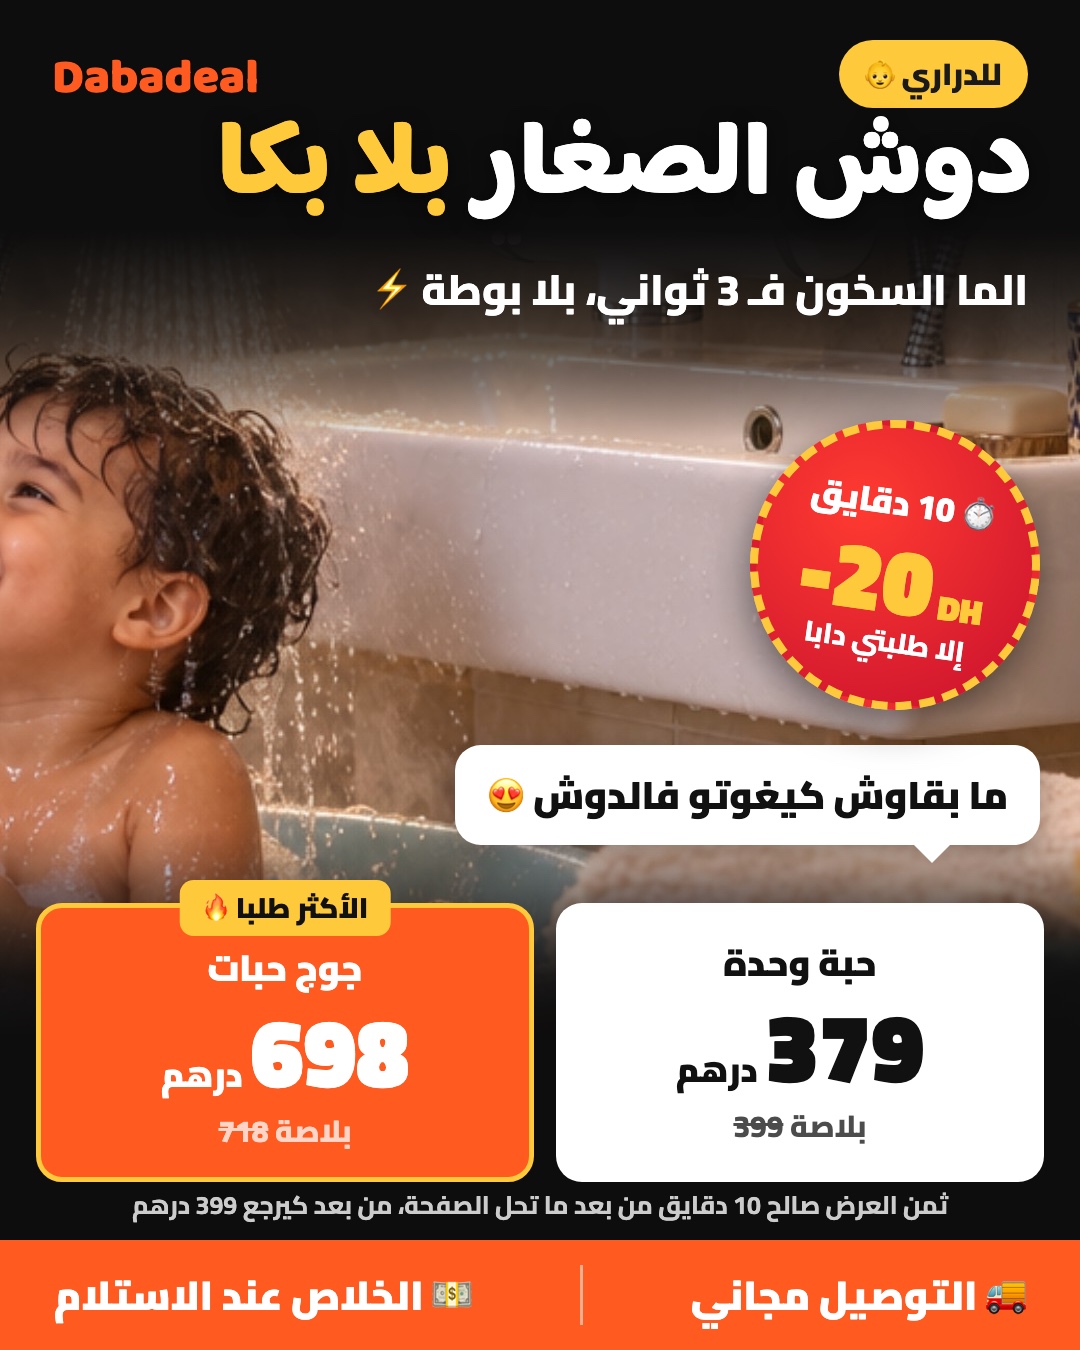 Dabadeal
للدراري 👶
دوش الصغار بلا بكا
الما السخون فـ 3 ثواني، بلا بوطة ⚡
⏱️ 10 دقايق
-20 DH
إلا طلبتي دابا
ما بقاوش كيغوتو فالدوش 😍
حبة وحدة
379 درهم
بلاصة 399
الأكثر طلبا 🔥
جوج حبات
698 درهم
بلاصة 718
ثمن العرض صالح 10 دقايق من بعد ما تحل الصفحة، من بعد كيرجع 399 درهم
🚚 التوصيل مجاني
💵 الخلاص عند الاستلام